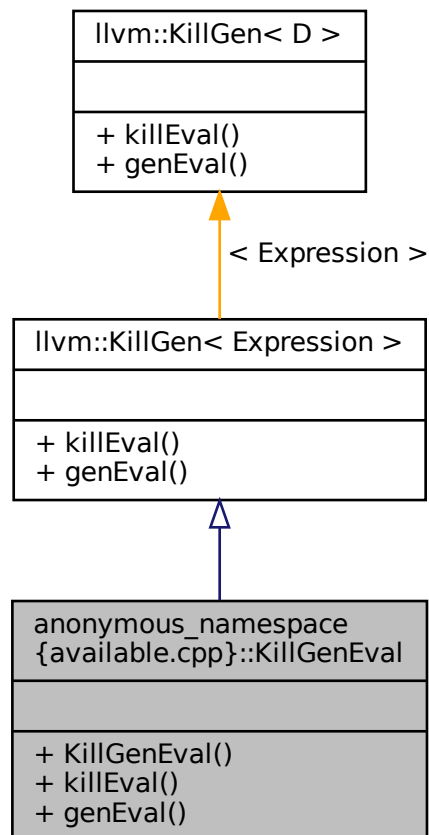 llvm::KillGen< D >
+ killEval()
+ genEval()
< Expression >
llvm::KillGen< Expression >
+ killEval()
+ genEval()
anonymous_namespace
{available.cpp}::KillGenEval
+ KillGenEval()
+ killEval()
+ genEval()